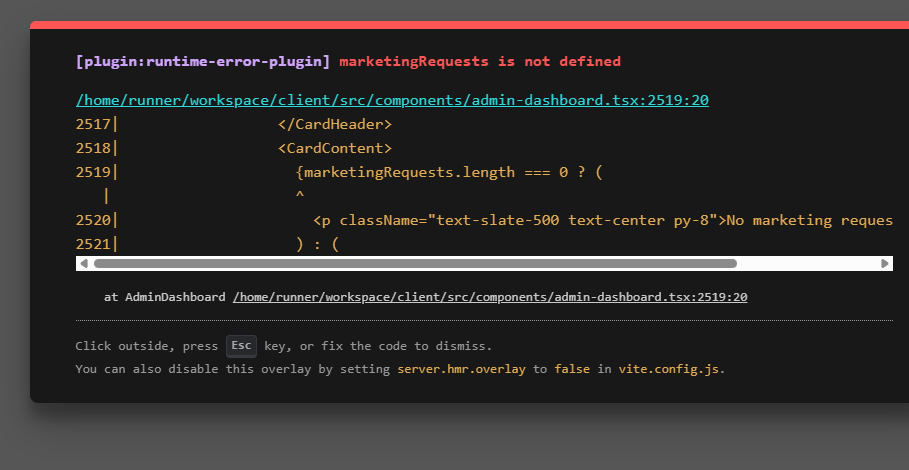 [plugin:runtime-error-plugin] marketingRequests is not defined
/home/runner/workspace/client/src/components/admin-dashboard.tsx:2519:20
2517|                  </CardHeader>
2518|                  <CardContent>
2519|                    {marketingRequests.length === 0 ? (
   |                    ^
2520|                      <p className="text-slate-500 text-center py-8">No marketing reques
2521|                    ) : (
at AdminDashboard /home/runner/workspace/client/src/components/admin-dashboard.tsx:2519:20
Click outside, press Esc key, or fix the code to dismiss.
You can also disable this overlay by setting server.hmr.overlay to false in vite.config.js.